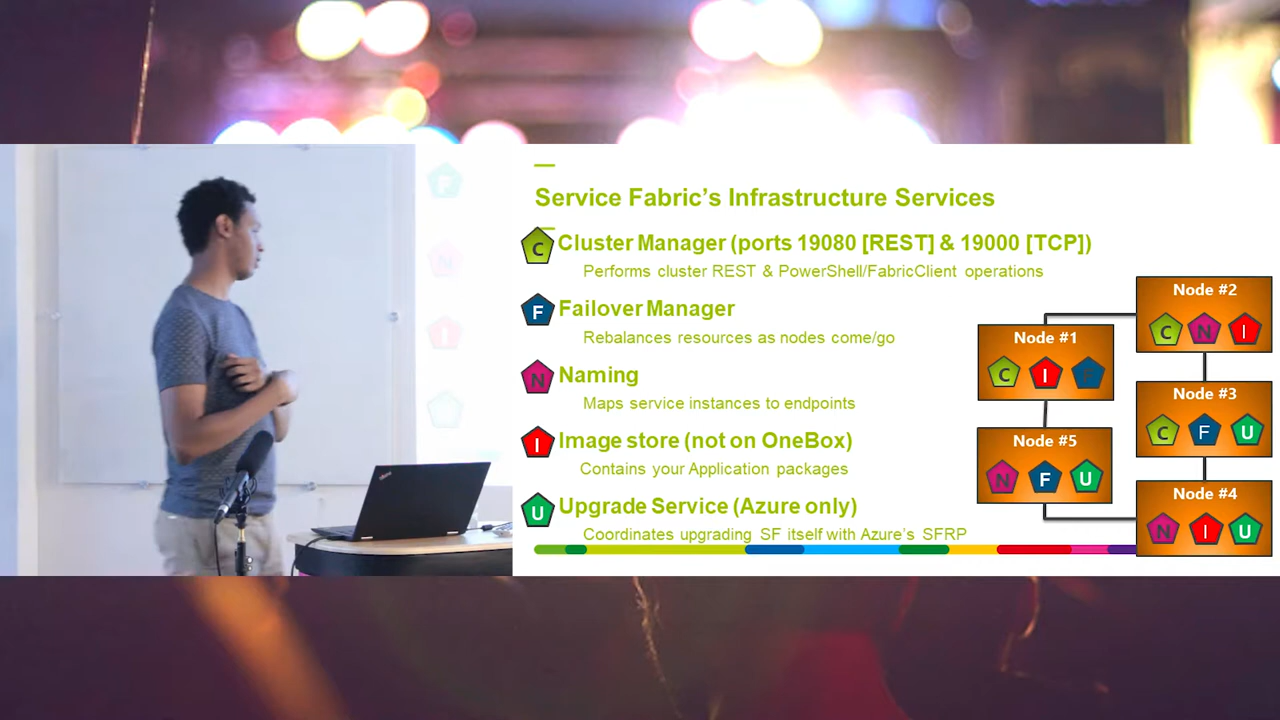 Service Fabric's Infrastructure Services
C Cluster Manager (ports 19080 [REST] & 19000 [TCP])
Performs cluster REST & PowerShell/FabricClient operations
F Failover Manager
Rebalances resources as nodes come/go
N Naming
Maps service instances to endpoints
I Image store (not on OneBox)
Contains your Application packages
U Upgrade Service (Azure only)
Coordinates upgrading SF itself with Azure's SFRP
Node #1
C I F
Node #2
C N I
Node #3
C F U
Node #5
N F U
Node #4
N I U
F
N
I